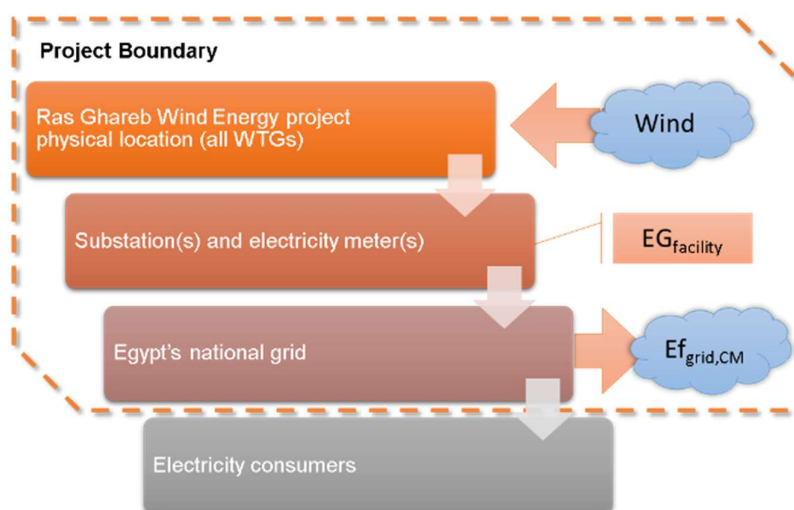 Project Boundary
Ras Ghareb Wind Energy project
physical location (all WTGs)
Wind
Substation(s) and electricity meter(s)
EGfacility
Egypt's national grid
Efgrid,CM
Electricity consumers